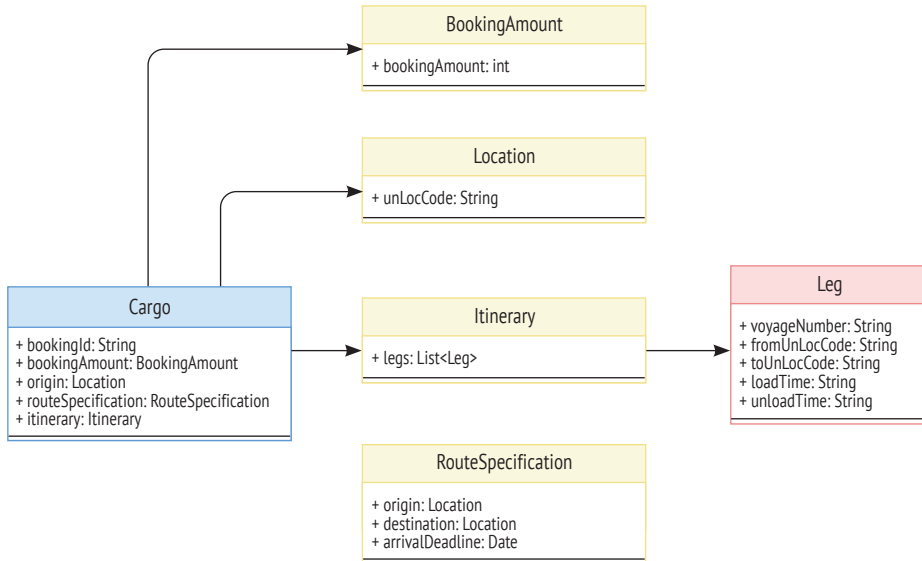 BookingAmount
+ bookingAmount: int
Location
+ unLocCode: String
Cargo
+ bookingId: String
+ bookingAmount: BookingAmount
+ origin: Location
+ routeSpecification: RouteSpecification
+ itinerary: Itinerary
Itinerary
+ legs: List<Leg>
Leg
+ voyageNumber: String
+ fromUnLocCode: String
+ toUnLocCode: String
+ loadTime: String
+ unloadTime: String
RouteSpecification
+ origin: Location
+ destination: Location
+ arrivalDeadline: Date